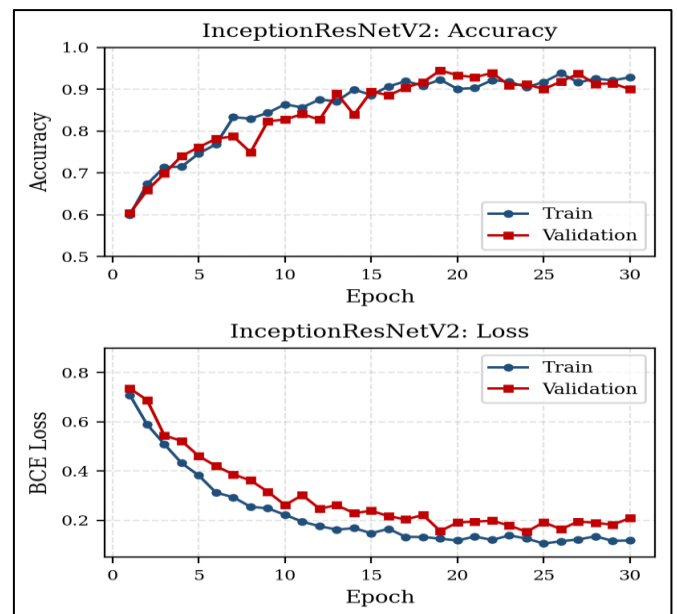 InceptionResNetV2: Accuracy
1.0
0.9
0.8
0.7
0.6
0.5
Accuracy
Train
Validation
0 5 10 15 20 25 30
Epoch
InceptionResNetV2: Loss
0.8
0.6
0.4
0.2
BCE Loss
Train
Validation
0 5 10 15 20 25 30
Epoch